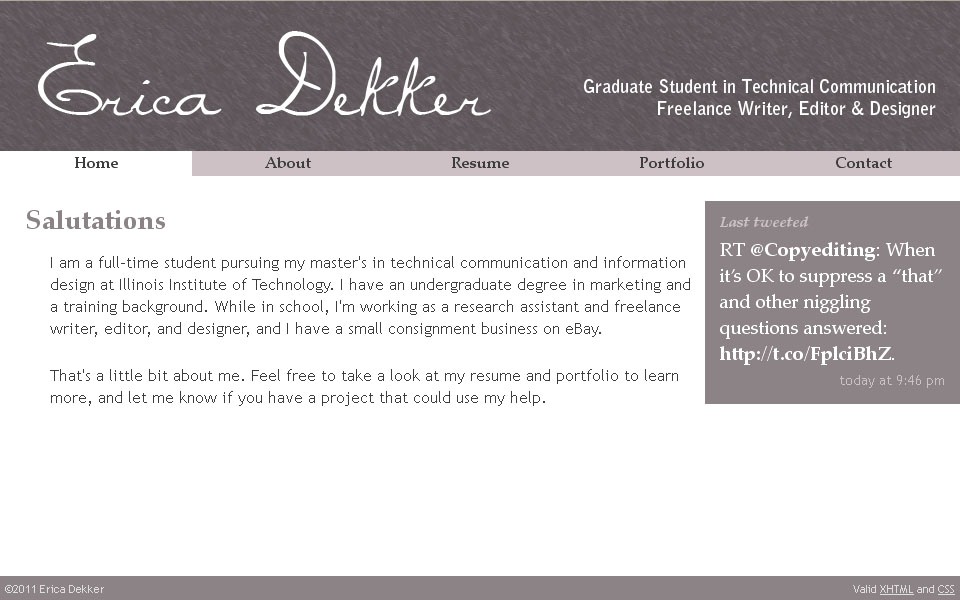 Erica Dekker
Graduate Student in Technical Communication
Freelance Writer, Editor & Designer
Home About Resume Portfolio Contact
Salutations
I am a full-time student pursuing my master's in technical communication and information
design at Illinois Institute of Technology. I have an undergraduate degree in marketing and
a training background. While in school, I'm working as a research assistant and freelance
writer, editor, and designer, and I have a small consignment business on eBay.
That's a little bit about me. Feel free to take a look at my resume and portfolio to learn
more, and let me know if you have a project that could use my help.
Last tweeted
RT @Copyediting: When
it’s OK to suppress a “that”
and other niggling
questions answered:
http://t.co/FplciBhZ.
today at 9:46 pm
©2011 Erica Dekker
Valid XHTML and CSS